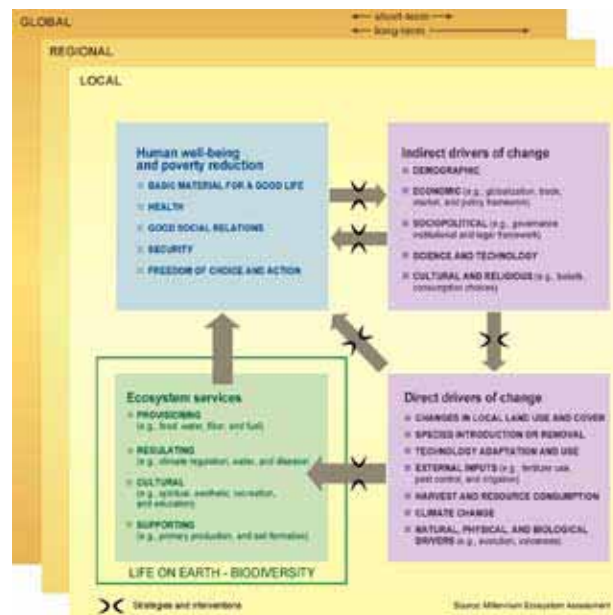 GLOBAL
short-term
long-term
REGIONAL
LOCAL
Human well-being
and poverty reduction
BASIC MATERIAL FOR A GOOD LIFE
HEALTH
GOOD SOCIAL RELATIONS
SECURITY
FREEDOM OF CHOICE AND ACTION
Indirect drivers of change
DEMOGRAPHIC
ECONOMIC (e.g., globalization, trade,
market, and policy framework)
SOCIOPOLITICAL (e.g., governance
institutional and legal framework)
SCIENCE AND TECHNOLOGY
CULTURAL AND RELIGIOUS (e.g., beliefs,
consumption choices)
Ecosystem services
PROVISIONING
(e.g., food, water, fiber, and fuel)
REGULATING
(e.g., climate regulation, water, and disease)
CULTURAL
(e.g., spiritual, aesthetic, recreation,
and education)
SUPPORTING
(e.g., primary production, and soil formation)
LIFE ON EARTH - BIODIVERSITY
Direct drivers of change
CHANGES IN LOCAL LAND USE AND COVER
SPECIES INTRODUCTION OR REMOVAL
TECHNOLOGY ADAPTATION AND USE
EXTERNAL INPUTS (e.g., fertilizer use,
pest control, and irrigation)
HARVEST AND RESOURCE CONSUMPTION
CLIMATE CHANGE
NATURAL, PHYSICAL, AND BIOLOGICAL
DRIVERS (e.g., evolution, volcanoes)
Strategies and interventions
Source: Millennium Ecosystem Assessment